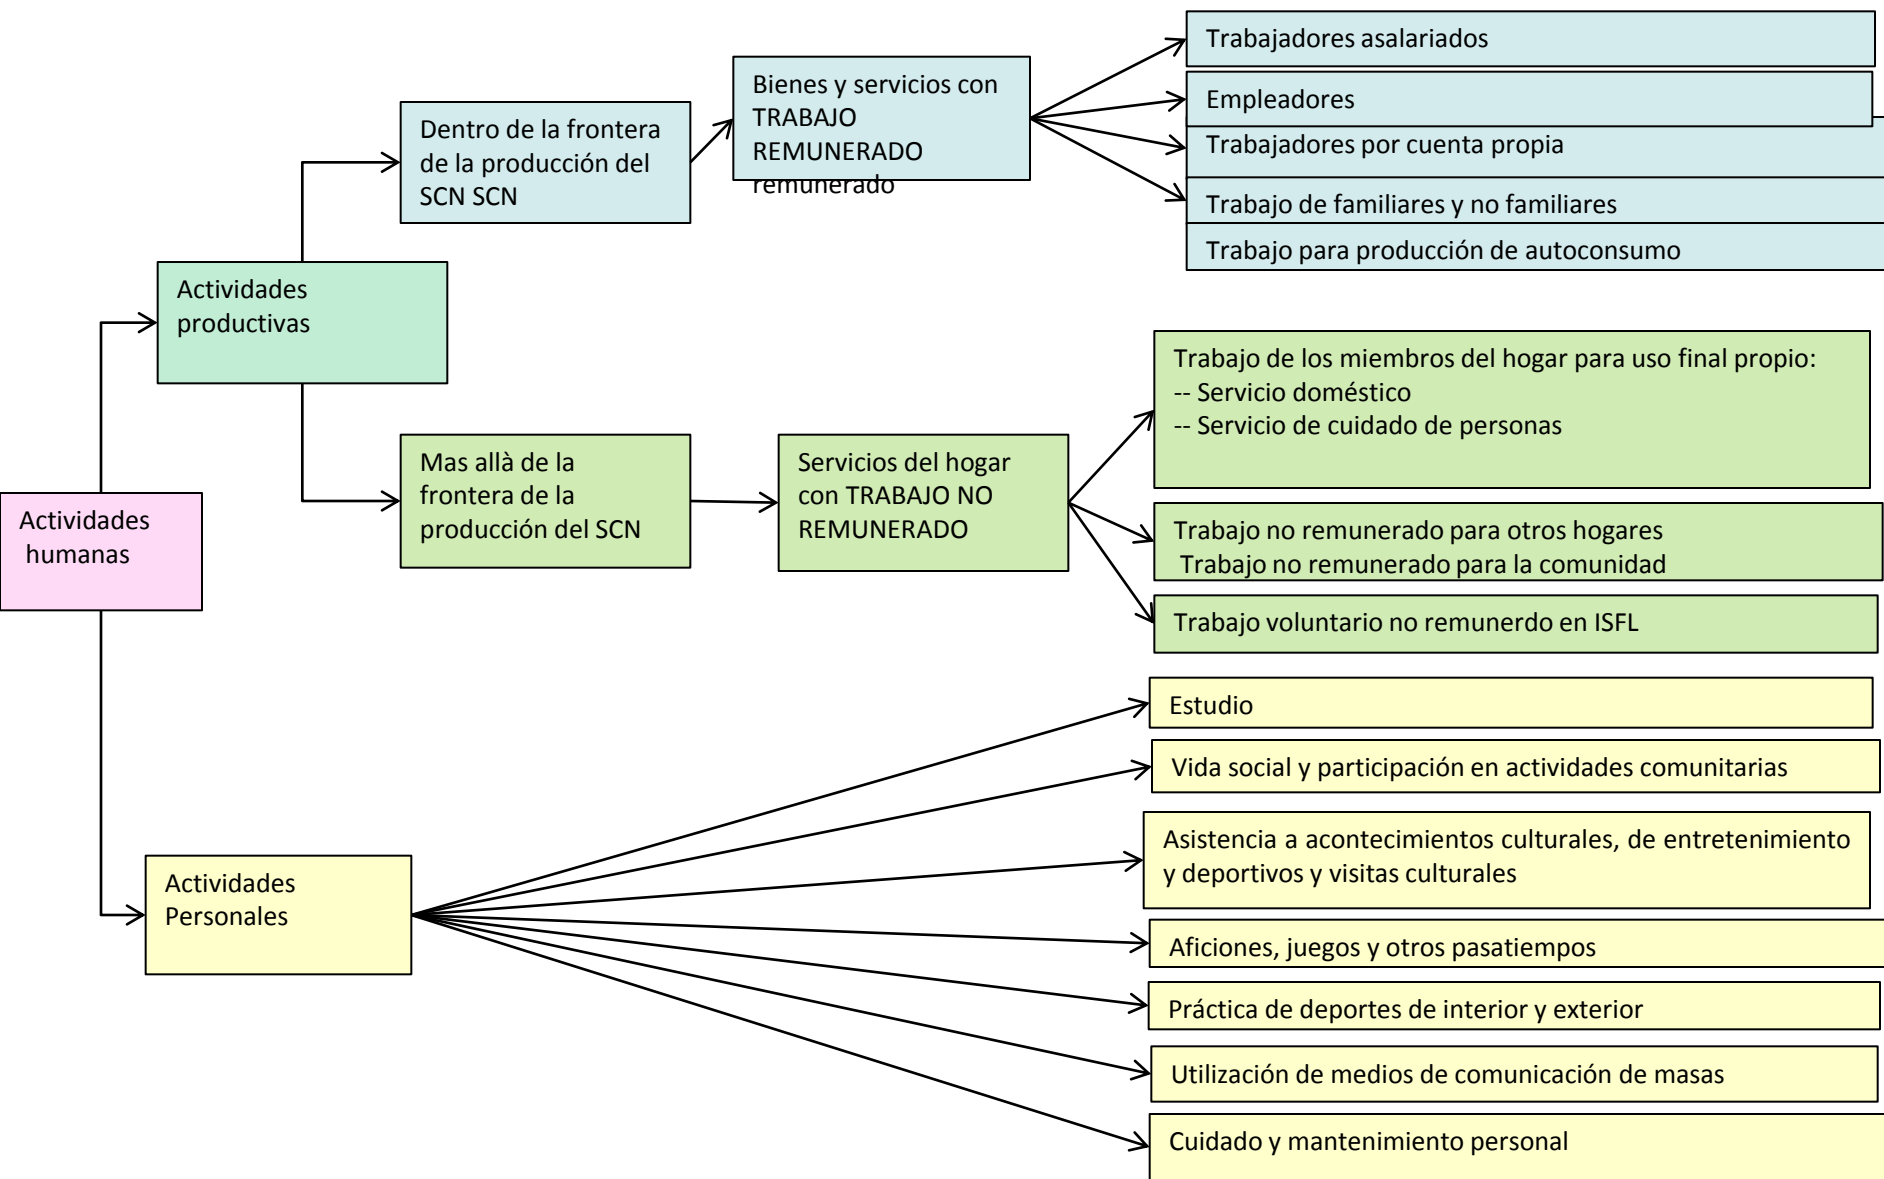 Trabajadores asalariados
Empleadores
Trabajadores por cuenta propia
Trabajo de familiares y no familiares
Trabajo para producción de autoconsumo
Bienes y servicios con
TRABAJO
REMUNERADO
remunerado
Dentro de la frontera
de la producción del
SCN SCN
Actividades
productivas
Trabajo de los miembros del hogar para uso final propio:
-- Servicio doméstico
-- Servicio de cuidado de personas
Mas allà de la
frontera de la
producción del SCN
Servicios del hogar
con TRABAJO NO
REMUNERADO
Trabajo no remunerado para otros hogares
Trabajo no remunerado para la comunidad
Trabajo voluntario no remunerdo en ISFL
Actividades
humanas
Estudio
Vida social y participación en actividades comunitarias
Asistencia a acontecimientos culturales, de entretenimiento
y deportivos y visitas culturales
Actividades
Personales
Aficiones, juegos y otros pasatiempos
Práctica de deportes de interior y exterior
Utilización de medios de comunicación de masas
Cuidado y mantenimiento personal